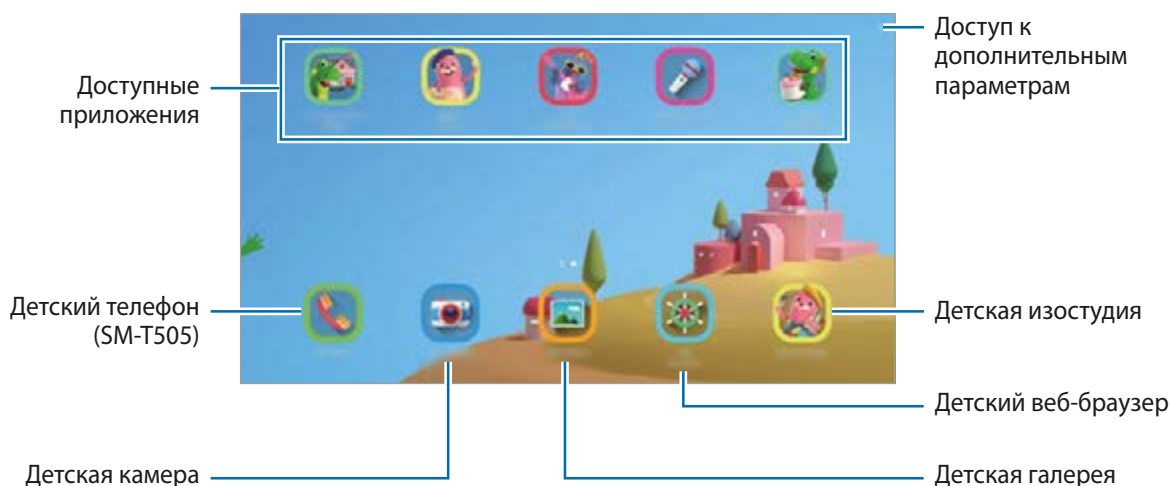 Доступ к
дополнительным
параметрам
Доступные
приложения
Детский телефон
(SM-T505)
Детская изостудия
Детский веб-браузер
Детская камера
Детская галерея